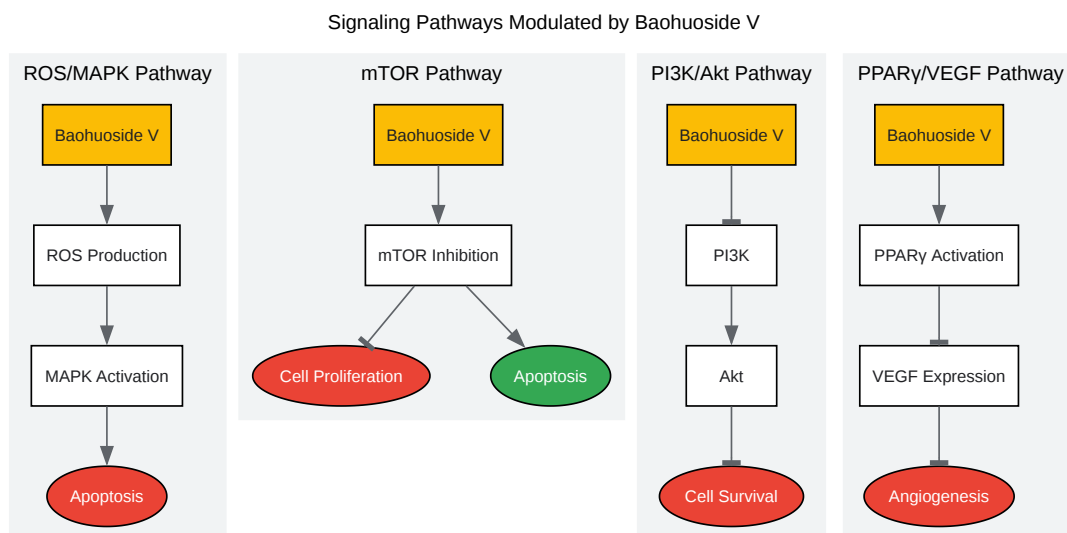 Signaling Pathways Modulated by Baohuoside V
ROS/MAPK Pathway
Baohuoside V
ROS Production
MAPK Activation
Apoptosis
mTOR Pathway
Baohuoside V
mTOR Inhibition
Cell Proliferation
Apoptosis
PI3K/Akt Pathway
Baohuoside V
PI3K
Akt
Cell Survival
PPARγ/VEGF Pathway
Baohuoside V
PPARγ Activation
VEGF Expression
Angiogenesis